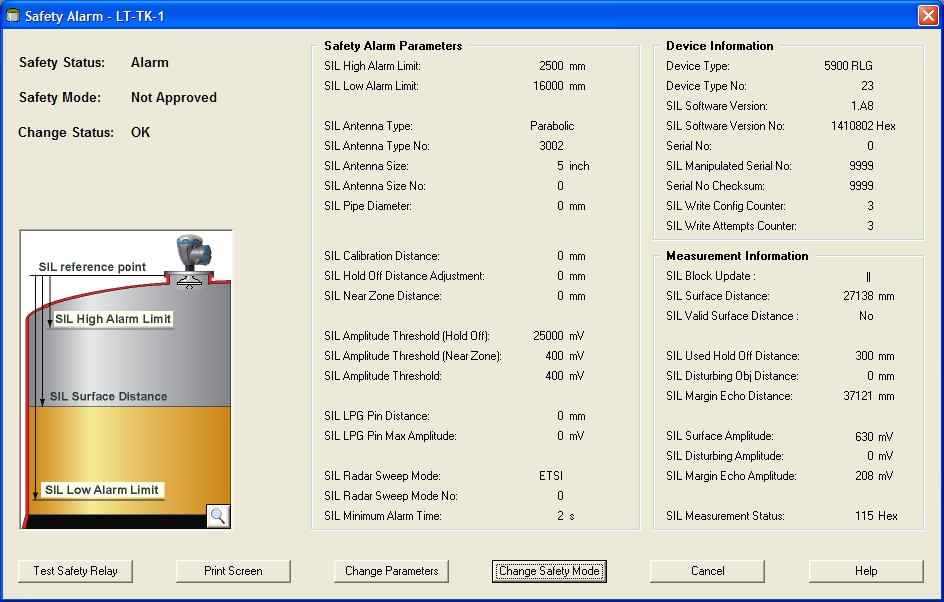 Safety Alarm - LT-TK-1
Safety Status: Alarm
Safety Mode: Not Approved
Change Status: OK
SIL reference point
SIL High Alarm Limit
SIL Surface Distance
SIL Low Alarm Limit
Safety Alarm Parameters
SIL High Alarm Limit: 2500 mm
SIL Low Alarm Limit: 16000 mm
SIL Antenna Type: Parabolic
SIL Antenna Type No: 3002
SIL Antenna Size: 5 inch
SIL Antenna Size No: 0
SIL Pipe Diameter: 0 mm
SIL Calibration Distance: 0 mm
SIL Hold Off Distance Adjustment: 0 mm
SIL Near Zone Distance: 0 mm
SIL Amplitude Threshold (Hold Off): 25000 mV
SIL Amplitude Threshold (Near Zone): 400 mV
SIL Amplitude Threshold: 400 mV
SIL LPG Pin Distance: 0 mm
SIL LPG Pin Max Amplitude: 0 mV
SIL Radar Sweep Mode: ETSI
SIL Radar Sweep Mode No: 0
SIL Minimum Alarm Time: 2 s
Device Information
Device Type: 5900 RLG
Device Type No: 23
SIL Software Version: 1.A8
SIL Software Version No: 1410802 Hex
Serial No: 0
SIL Manipulated Serial No: 9999
Serial No Checksum: 9999
SIL Write Config Counter: 3
SIL Write Attempts Counter: 3
Measurement Information
SIL Block Update : ||
SIL Surface Distance: 27138 mm
SIL Valid Surface Distance : No
SIL Used Hold Off Distance: 300 mm
SIL Disturbing Obj Distance: 0 mm
SIL Margin Echo Distance: 37121 mm
SIL Surface Amplitude: 630 mV
SIL Disturbing Amplitude: 0 mV
SIL Margin Echo Amplitude: 208 mV
SIL Measurement Status: 115 Hex
Test Safety Relay
Print Screen
Change Parameters
Change Safety Mode
Cancel
Help